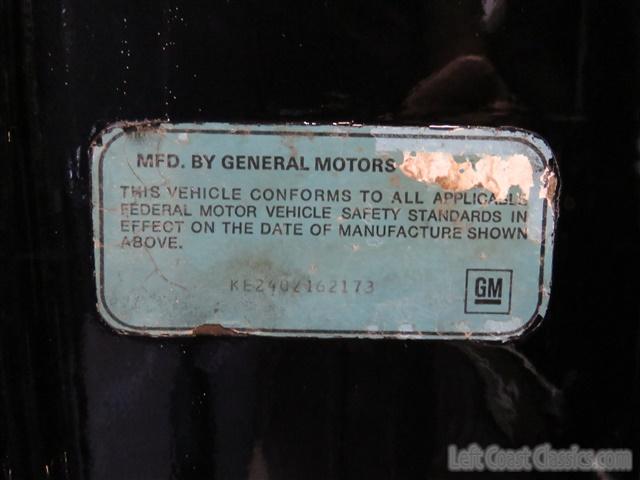 MFD. BY GENERAL MOTORS
THIS VEHICLE CONFORMS TO ALL APPLICABLE
FEDERAL MOTOR VEHICLE SAFETY STANDARDS IN
EFFECT ON THE DATE OF MANUFACTURE SHOWN
ABOVE.
KE2402162173
GM
Left Coast Classics.com